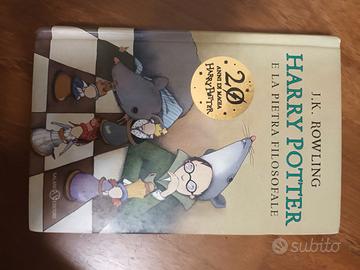 J.K. ROWLING
HARRY POTTER
E LA PIETRA FILOSOFALE
20
ANNI DI MAGIA
HARRY POTTER
SALANI EDITORE
subito